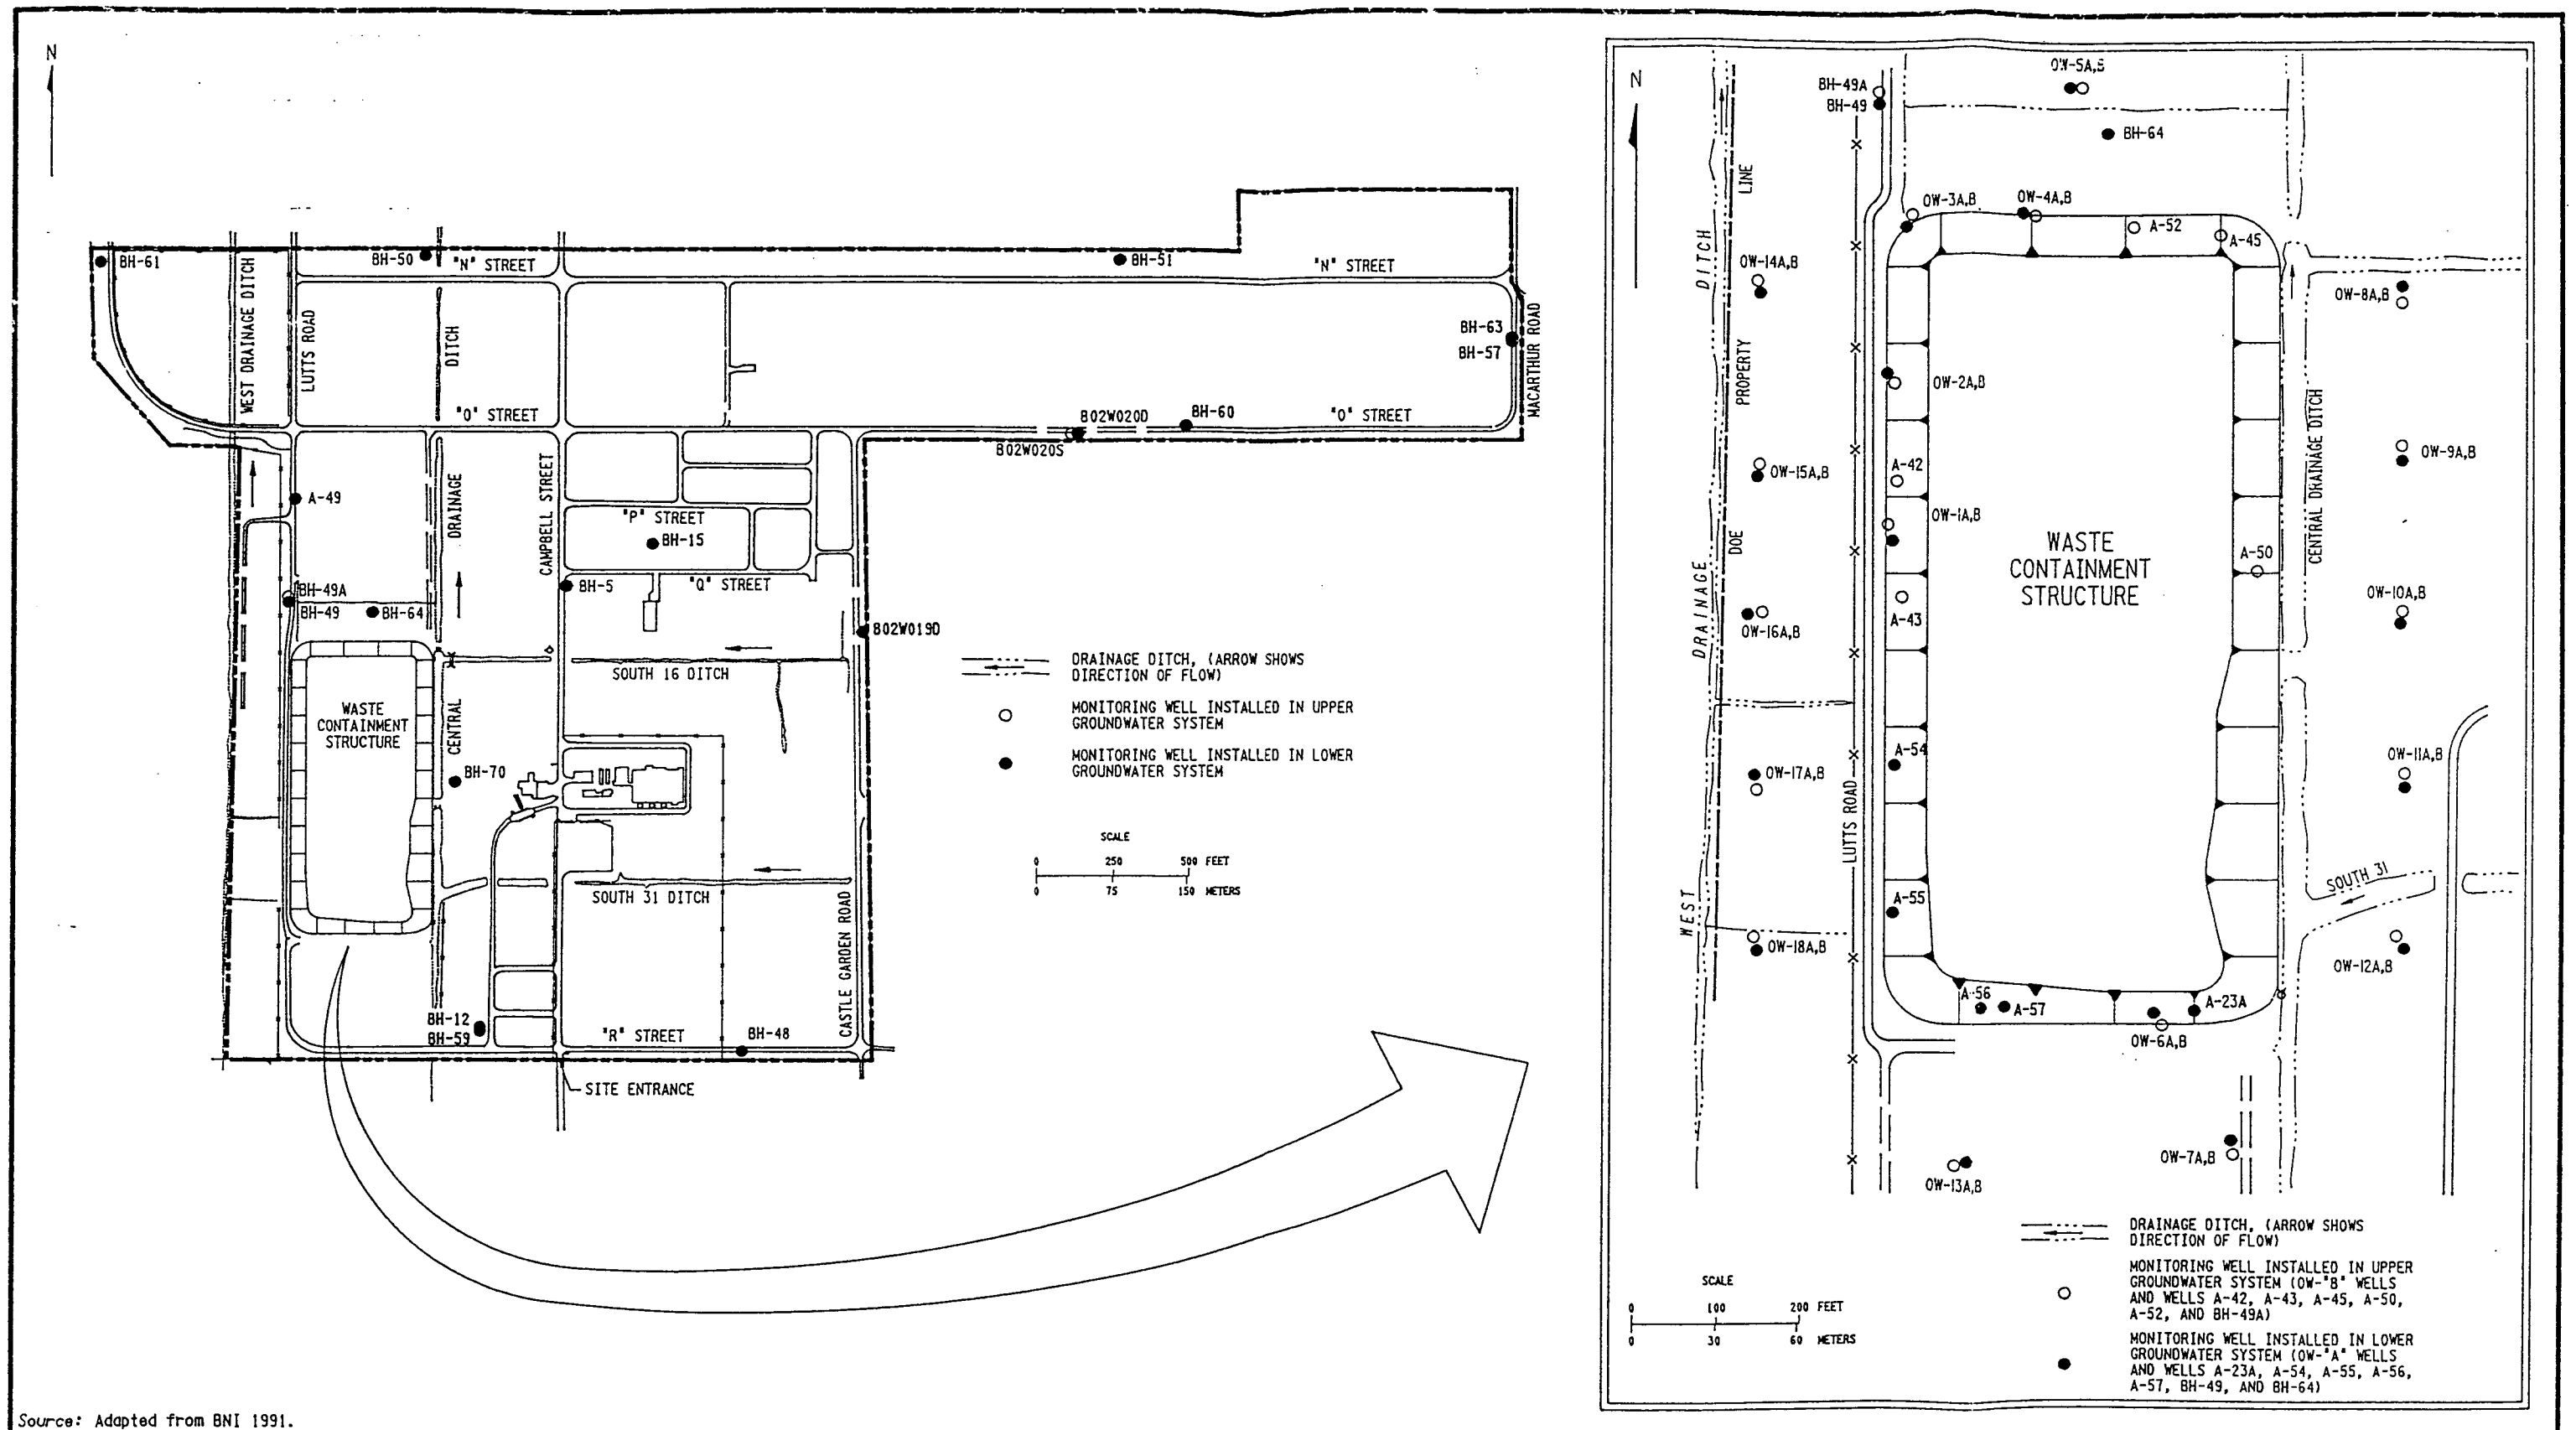 N
BH-61
BH-50
"N" STREET
BH-51
"N" STREET
WEST DRAINAGE DITCH
LUTTS ROAD
DITCH
BH-63
BH-57
MACARTHUR ROAD
"O" STREET
B02W020D
BH-60
"O" STREET
B02W020S
A-49
DRAINAGE
CAMPBELL STREET
"P" STREET
BH-15
BH-5
"Q" STREET
BH-49A
BH-49
BH-64
B02W019D
SOUTH 16 DITCH
WASTE
CONTAINMENT
STRUCTURE
CENTRAL
BH-70
SOUTH 31 DITCH
CASTLE GARDEN ROAD
BH-12
BH-59
"R" STREET
BH-48
SITE ENTRANCE
DRAINAGE DITCH, (ARROW SHOWS
DIRECTION OF FLOW)
MONITORING WELL INSTALLED IN UPPER
GROUNDWATER SYSTEM
MONITORING WELL INSTALLED IN LOWER
GROUNDWATER SYSTEM
SCALE
0 250 500 FEET
0 75 150 METERS
Source: Adapted from BNI 1991.
N
BH-49A
BH-49
OW-5A,B
BH-64
OW-3A,B
OW-4A,B
A-52
A-45
OW-14A,B
OW-8A,B
OW-2A,B
OW-15A,B
A-42
OW-9A,B
OW-1A,B
WASTE
CONTAINMENT
STRUCTURE
A-50
CENTRAL DRAINAGE DITCH
OW-16A,B
A-43
OW-10A,B
OW-17A,B
A-54
OW-11A,B
LUTTS ROAD
WEST DRAINAGE DITCH
DOE PROPERTY LINE
A-55
SOUTH 31
OW-18A,B
OW-12A,B
A-56
A-57
A-23A
OW-6A,B
OW-7A,B
OW-13A,B
DRAINAGE DITCH, (ARROW SHOWS
DIRECTION OF FLOW)
MONITORING WELL INSTALLED IN UPPER
GROUNDWATER SYSTEM (OW-"B" WELLS
AND WELLS A-42, A-43, A-45, A-50,
A-52, AND BH-49A)
MONITORING WELL INSTALLED IN LOWER
GROUNDWATER SYSTEM (OW-"A" WELLS
AND WELLS A-23A, A-54, A-55, A-56,
A-57, BH-49, AND BH-64)
SCALE
0 100 200 FEET
0 30 60 METERS